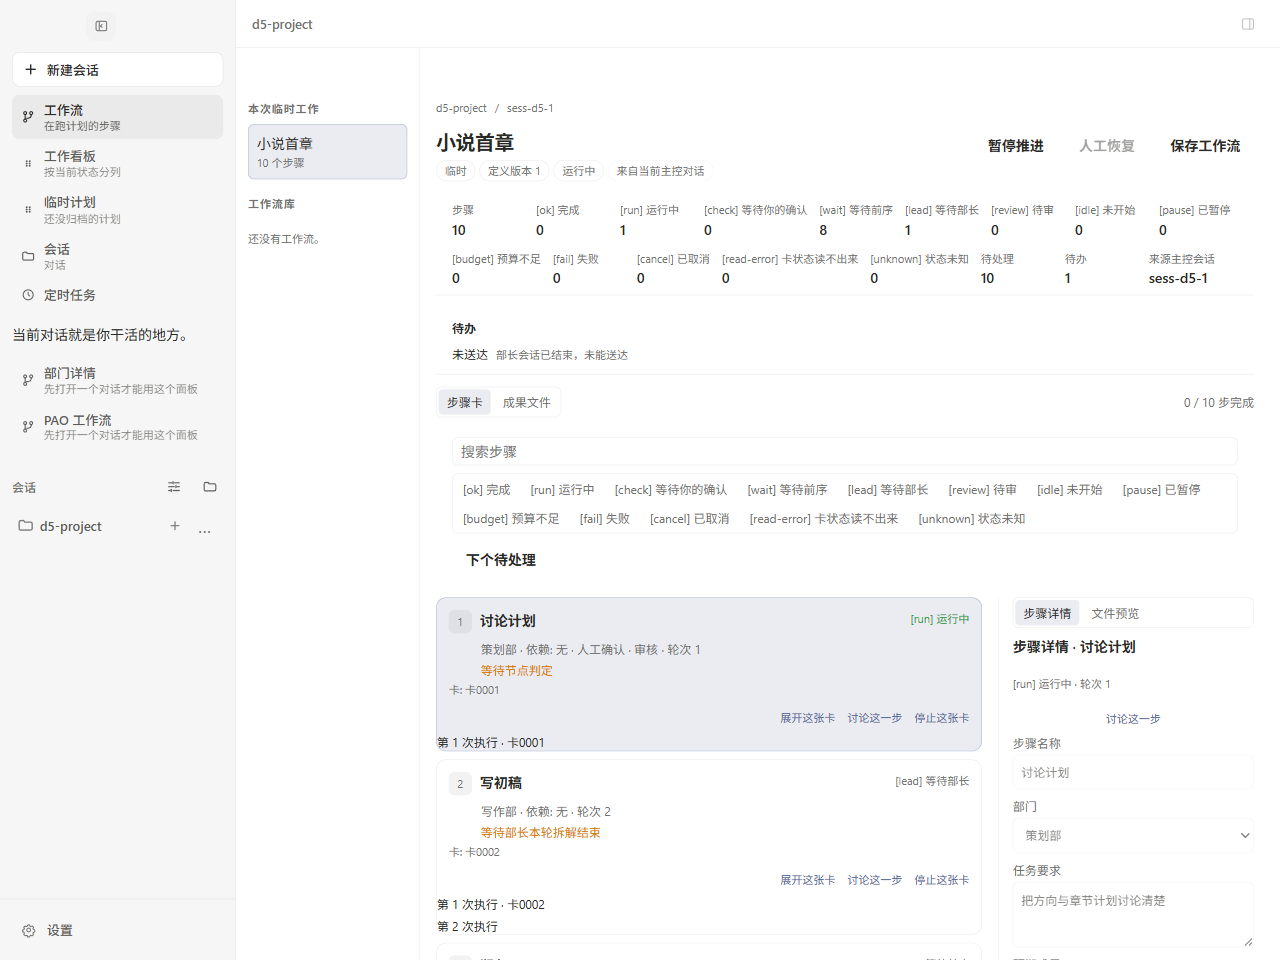 新建会话
工作流
在跑计划的步骤
工作看板
按当前状态分列
临时计划
还没归档的计划
会话
对话
定时任务
当前对话就是你干活的地方。
部门详情
先打开一个对话才能用这个面板
PAO 工作流
先打开一个对话才能用这个面板
会话
d5-project
设置
d5-project
本次临时工作
小说首章
10 个步骤
工作流库
还没有工作流。
d5-project / sess-d5-1
小说首章
暂停推进 人工恢复 保存工作流
临时 定义版本 1 运行中 来自当前主控对话
步骤 [ok] 完成 [run] 运行中 [check] 等待你的确认 [wait] 等待前序 [lead] 等待部长 [review] 待审 [idle] 未开始 [pause] 已暂停
10 0 1 0 8 1 0 0 0
[budget] 预算不足 [fail] 失败 [cancel] 已取消 [read-error] 卡状态读不出来 [unknown] 状态未知 待处理 待办 来源主控会话
0 0 0 0 0 10 1 sess-d5-1
待办
未送达 部长会话已结束，未能送达
步骤卡 成果文件 0 / 10 步完成
搜索步骤
[ok] 完成 [run] 运行中 [check] 等待你的确认 [wait] 等待前序 [lead] 等待部长 [review] 待审 [idle] 未开始 [pause] 已暂停
[budget] 预算不足 [fail] 失败 [cancel] 已取消 [read-error] 卡状态读不出来 [unknown] 状态未知
下个待处理
1 讨论计划 [run] 运行中
策划部 · 依赖: 无 · 人工确认 · 审核 · 轮次 1
等待节点判定
卡: 卡0001
展开这张卡 讨论这一步 停止这张卡
第 1 次执行 · 卡0001
2 写初稿 [lead] 等待部长
写作部 · 依赖: 无 · 轮次 2
等待部长本轮拆解结束
卡: 卡0002
展开这张卡 讨论这一步 停止这张卡
第 1 次执行 · 卡0002
第 2 次执行
步骤详情 文件预览
步骤详情 · 讨论计划
[run] 运行中 · 轮次 1
讨论这一步
步骤名称
讨论计划
部门
策划部
任务要求
把方向与章节计划讨论清楚